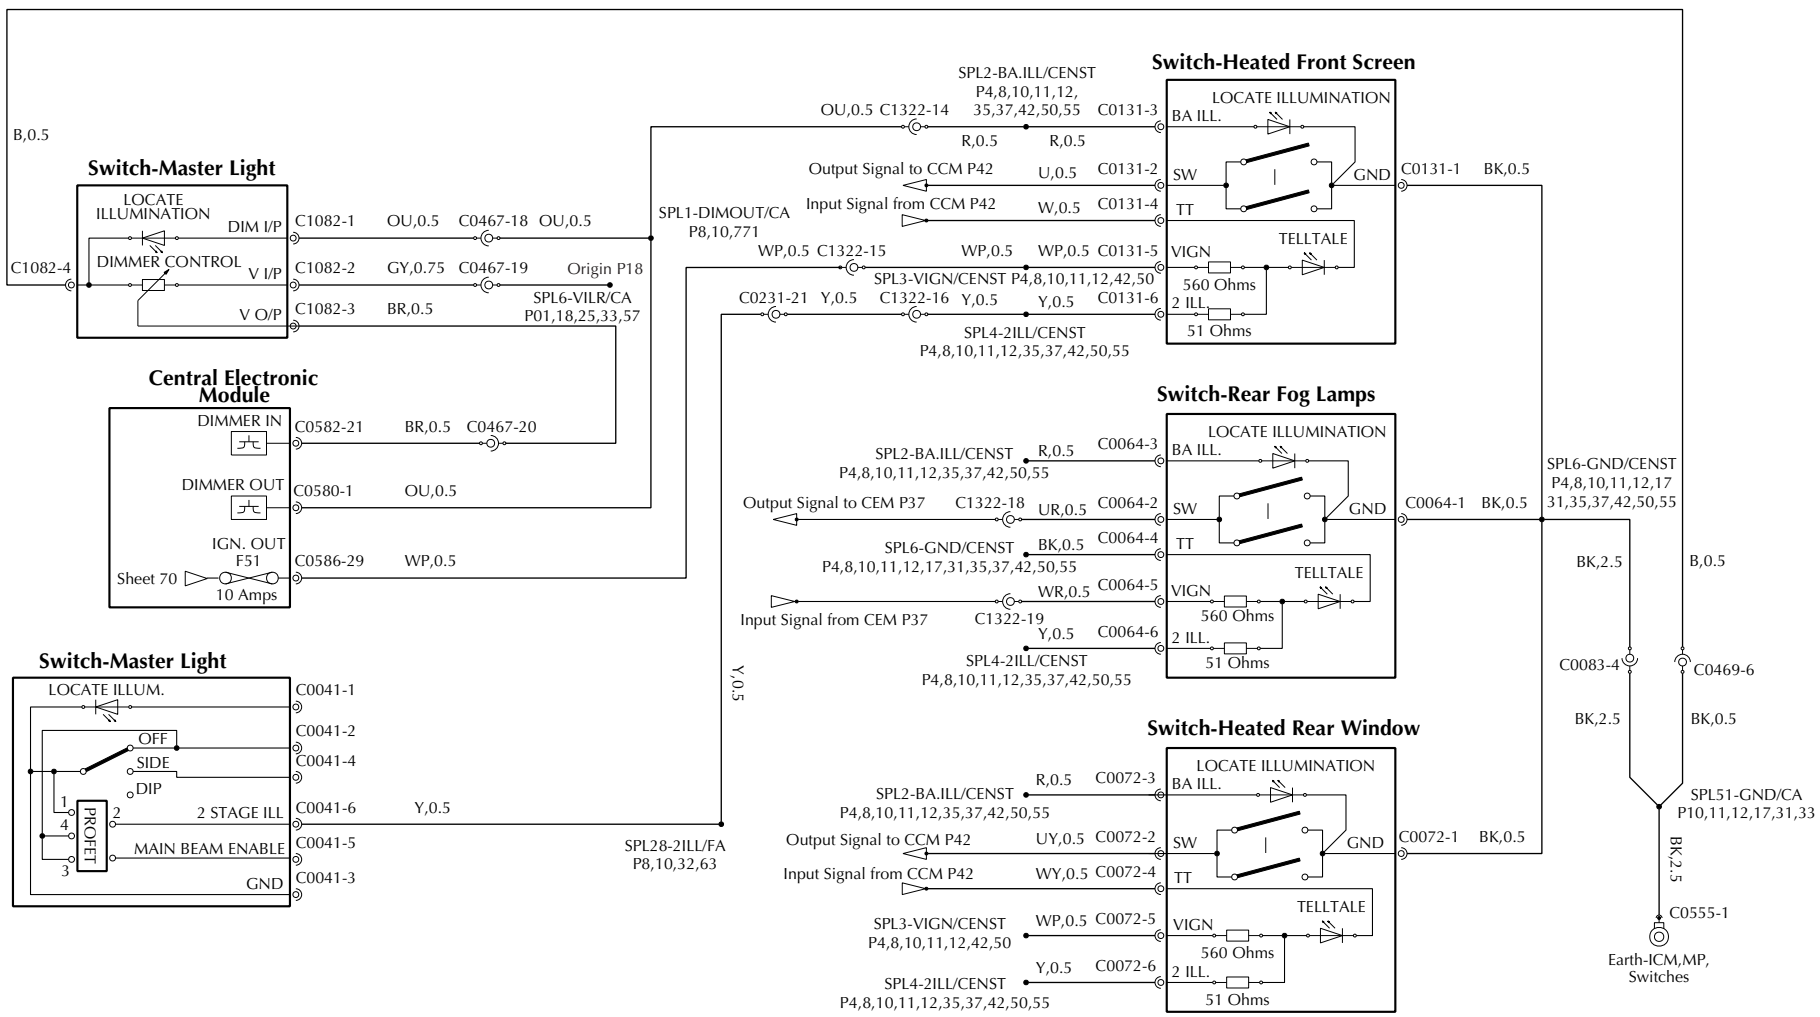 B,0.5
Switch-Master Light
LOCATE
ILLUMINATION
DIM I/P
DIMMER CONTROL
V I/P
V O/P
C1082-4
C1082-1
OU,0.5
C0467-18
OU,0.5
C1082-2
GY,0.75
C0467-19
Origin P18
SPL6-VILR/CA
P01,18,25,33,57
C1082-3
BR,0.5
SPL1-DIMOUT/CA
P8,10,771
Central Electronic
Module
DIMMER IN
C0582-21
BR,0.5
C0467-20
DIMMER OUT
C0580-1
OU,0.5
IGN. OUT
F51
Sheet 70
10 Amps
C0586-29
WP,0.5
Switch-Master Light
LOCATE ILLUM.
C0041-1
OFF
C0041-2
SIDE
C0041-4
DIP
1
4
3
PROFET
2
2 STAGE ILL
C0041-6
Y,0.5
MAIN BEAM ENABLE
C0041-5
GND
C0041-3
SPL28-2ILL/FA
P8,10,32,63
Y,0.5
Switch-Heated Front Screen
SPL2-BA.ILL/CENST
P4,8,10,11,12,
35,37,42,50,55
OU,0.5
C1322-14
R,0.5
R,0.5
C0131-3
BA ILL.
LOCATE ILLUMINATION
Output Signal to CCM P42
U,0.5
C0131-2
SW
GND
C0131-1
BK,0.5
Input Signal from CCM P42
W,0.5
C0131-4
TT
TELLTALE
WP,0.5
C1322-15
WP,0.5
WP,0.5
C0131-5
VIGN
560 Ohms
SPL3-VIGN/CENST P4,8,10,11,12,42,50
C0231-21
Y,0.5
C1322-16
Y,0.5
Y,0.5
C0131-6
2 ILL.
51 Ohms
SPL4-2ILL/CENST
P4,8,10,11,12,35,37,42,50,55
Switch-Rear Fog Lamps
LOCATE ILLUMINATION
SPL2-BA.ILL/CENST
P4,8,10,11,12,35,37,42,50,55
R,0.5
C0064-3
BA ILL.
Output Signal to CEM P37
C1322-18
UR,0.5
C0064-2
SW
GND
C0064-1
BK,0.5
SPL6-GND/CENST
P4,8,10,11,12,17,31,35,37,42,50,55
BK,0.5
C0064-4
TT
TELLTALE
Input Signal from CEM P37
C1322-19
WR,0.5
C0064-5
VIGN
560 Ohms
Y,0.5
C0064-6
2 ILL.
51 Ohms
SPL4-2ILL/CENST
P4,8,10,11,12,35,37,42,50,55
SPL6-GND/CENST
P4,8,10,11,12,17
31,35,37,42,50,55
BK,2.5
B,0.5
C0083-4
C0469-6
BK,2.5
BK,0.5
SPL51-GND/CA
P10,11,12,17,31,33
BK,2.5
C0555-1
Earth-ICM,MP,
Switches
Switch-Heated Rear Window
LOCATE ILLUMINATION
SPL2-BA.ILL/CENST
P4,8,10,11,12,35,37,42,50,55
R,0.5
C0072-3
BA ILL.
Output Signal to CCM P42
UY,0.5
C0072-2
SW
GND
C0072-1
BK,0.5
Input Signal from CCM P42
WY,0.5
C0072-4
TT
TELLTALE
SPL3-VIGN/CENST
P4,8,10,11,12,42,50
WP,0.5
C0072-5
VIGN
560 Ohms
SPL4-2ILL/CENST
P4,8,10,11,12,35,37,42,50,55
Y,0.5
C0072-6
2 ILL.
51 Ohms